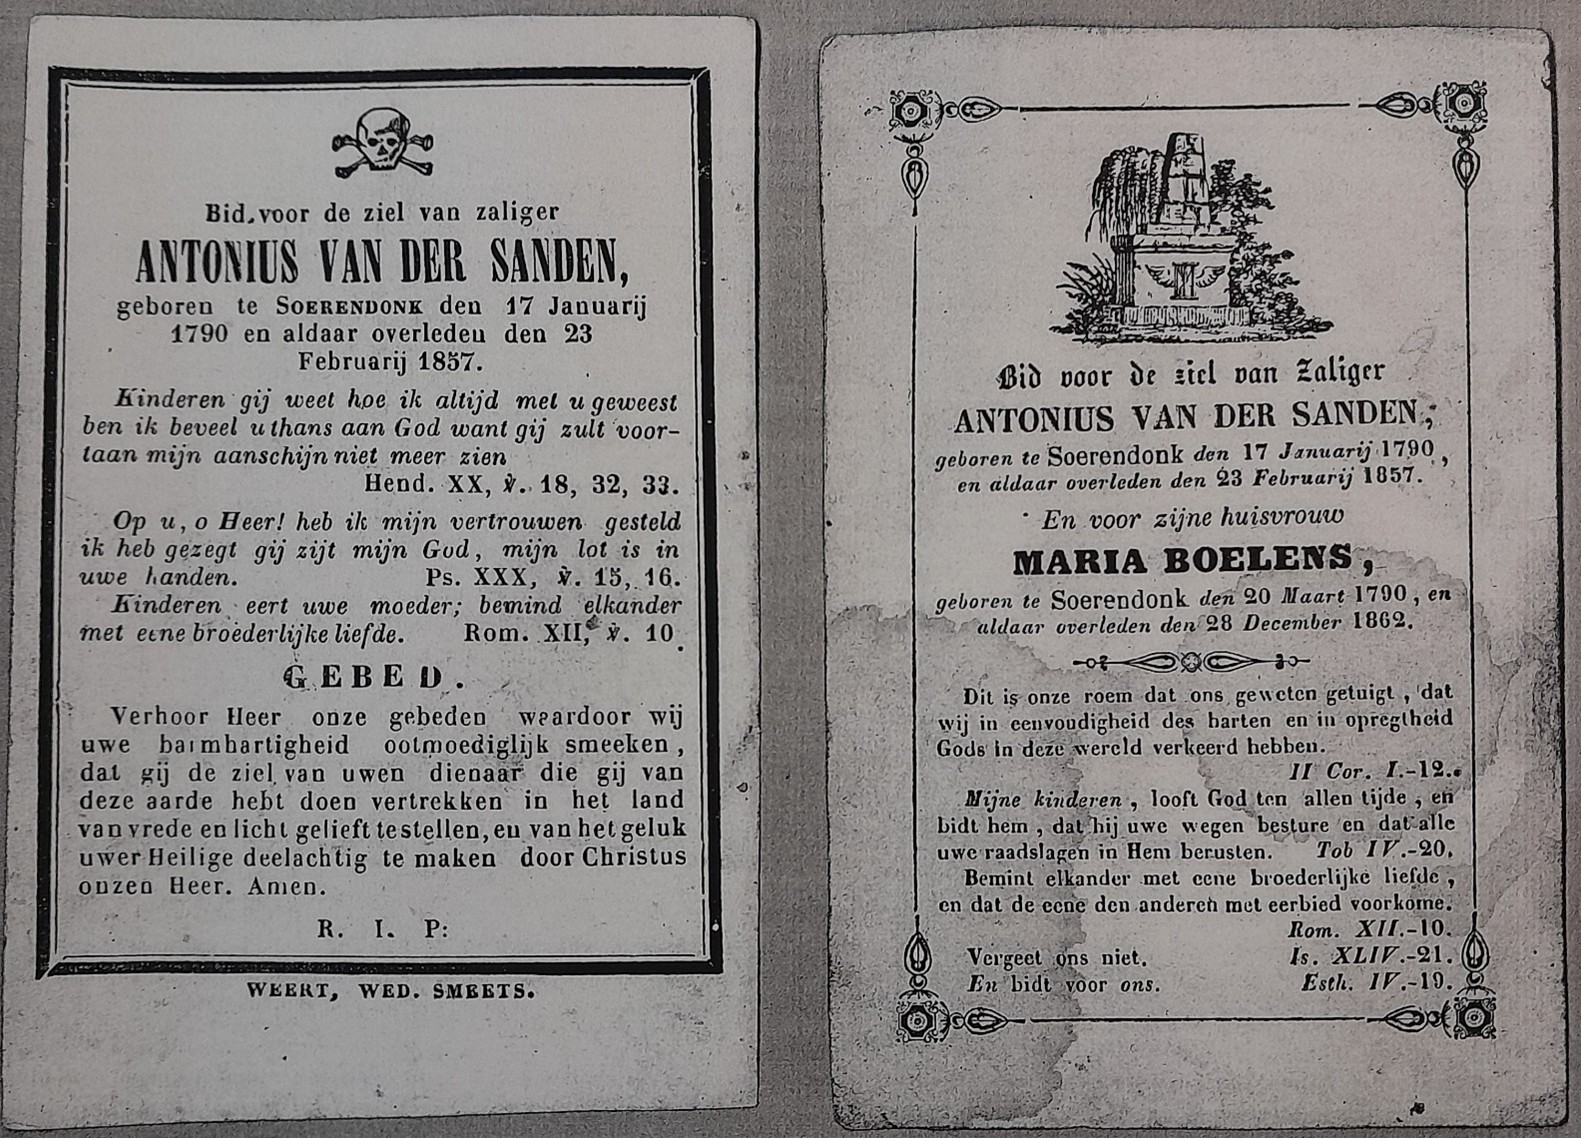 Bid voor de ziel van zaliger
ANTONIUS VAN DER SANDEN,
geboren te SOERENDONK den 17 Januarij
1790 en aldaar overleden den 23
Februarij 1857.
Kinderen gij weet hoe ik altijd met u geweest
ben ik beveel u thans aan God want gij zult voor-
taan mijn aanschijn niet meer zien
Hend. XX, ℣. 18, 32, 33.
Op u, o Heer! heb ik mijn vertrouwen gesteld
ik heb gezegt gij zijt mijn God, mijn lot is in
uwe handen. Ps. XXX, ℣. 15, 16.
Kinderen eert uwe moeder; bemind elkander
met eene broederlijke liefde. Rom. XII, ℣. 10.
GEBED.
Verhoor Heer onze gebeden waardoor wij
uwe barmhartigheid ootmoediglijk smeeken,
dat gij de ziel van uwen dienaar die gij van
deze aarde hebt doen vertrekken in het land
van vrede en licht gelieft te stellen, en van het geluk
uwer Heilige deelachtig te maken door Christus
onzen Heer. Amen.
R. I. P:
WEERT, WED. SMEETS.
Bid voor de ziel van Zaliger
ANTONIUS VAN DER SANDEN,
geboren te Soerendonk den 17 Januarij 1790,
en aldaar overleden den 23 Februarij 1857.
En voor zijne huisvrouw
MARIA BOELENS,
geboren te Soerendonk den 20 Maart 1790, en
aldaar overleden den 28 December 1862.
Dit is onze roem dat ons geweten getuigt, dat
wij in eenvoudigheid des harten en in opregtheid
Gods in deze wereld verkeerd hebben.
II Cor. I.-12.
Mijne kinderen, looft God ten allen tijde, en
bidt hem, dat hij uwe wegen besture en dat alle
uwe raadslagen in Hem berusten. Tob IV.-20.
Bemint elkander met eene broederlijke liefde,
en dat de eene den anderen met eerbied voorkome.
Rom. XII.-10.
Vergeet ons niet. Is. XLIV.-21.
En bidt voor ons. Esth. IV.-19.